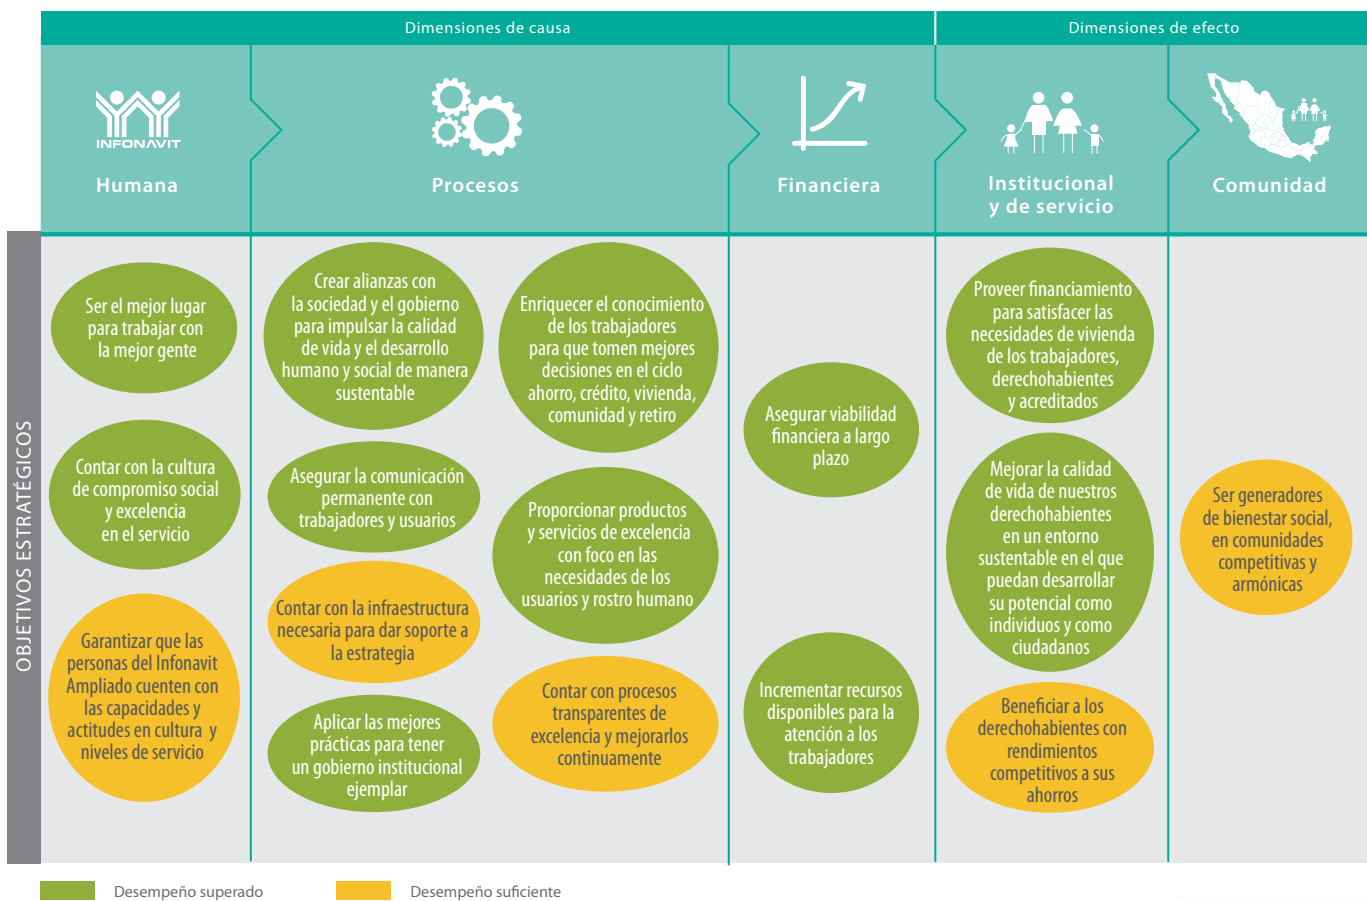 Dimensiones de causa
Dimensiones de efecto
INFONAVIT
Humana
Procesos
Financiera
Institucional
y de servicio
Comunidad
OBJETIVOS ESTRATÉGICOS
Ser el mejor lugar
para trabajar con
la mejor gente
Contar con la cultura
de compromiso social
y excelencia
en el servicio
Garantizar que las
personas del Infonavit
Ampliado cuenten con
las capacidades y
actitudes en cultura y
niveles de servicio
Crear alianzas con
la sociedad y el gobierno
para impulsar la calidad
de vida y el desarrollo
humano y social de manera
sustentable
Asegurar la comunicación
permanente con
trabajadores y usuarios
Contar con la infraestructura
necesaria para dar soporte a
la estrategia
Aplicar las mejores
prácticas para tener
un gobierno institucional
ejemplar
Enriquecer el conocimiento
de los trabajadores
para que tomen mejores
decisiones en el ciclo
ahorro, crédito, vivienda,
comunidad y retiro
Proporcionar productos
y servicios de excelencia
con foco en las
necesidades de los
usuarios y rostro humano
Contar con procesos
transparentes de
excelencia y mejorarlos
continuamente
Asegurar viabilidad
financiera a largo
plazo
Incrementar recursos
disponibles para la
atención a los
trabajadores
Proveer financiamiento
para satisfacer las
necesidades de vivienda
de los trabajadores,
derechohabientes
y acreditados
Mejorar la calidad
de vida de nuestros
derechohabientes
en un entorno
sustentable en el que
puedan desarrollar
su potencial como
individuos y como
ciudadanos
Beneficiar a los
derechohabientes con
rendimientos
competitivos a sus
ahorros
Ser generadores
de bienestar social,
en comunidades
competitivas y
armónicas
Desempeño superado
Desempeño suficiente